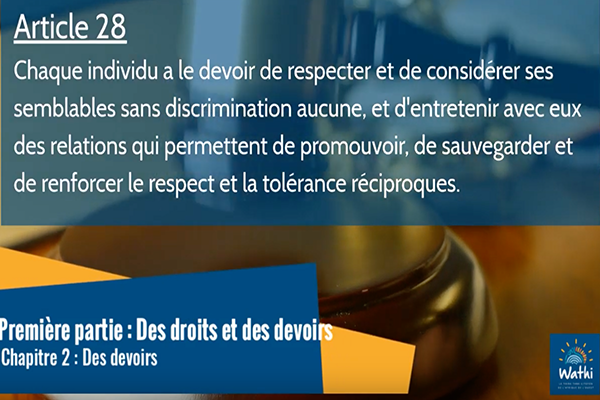 Article 28
Chaque individu a le devoir de respecter et de considérer ses
semblables sans discrimination aucune, et d'entretenir avec eux
des relations qui permettent de promouvoir, de sauvegarder et
de renforcer le respect et la tolérance réciproques.
Première partie : Des droits et des devoirs
Chapitre 2 : Des devoirs
Wathi